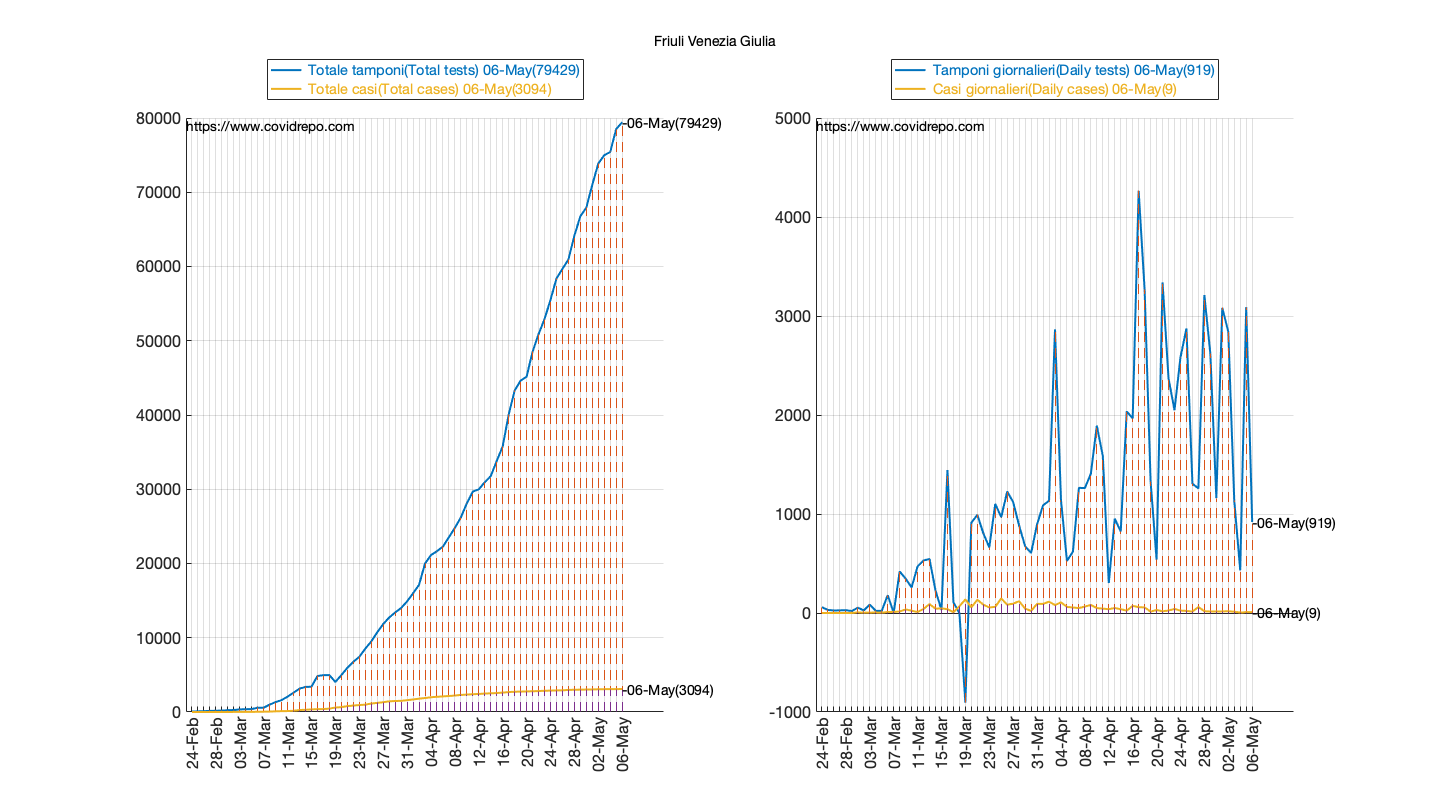 Friuli Venezia Giulia
Totale tamponi(Total tests) 06-May(79429)
Totale casi(Total cases) 06-May(3094)
https://www.covidrepo.com
06-May(79429)
06-May(3094)
80000
70000
60000
50000
40000
30000
20000
10000
0
24-Feb
28-Feb
03-Mar
07-Mar
11-Mar
15-Mar
19-Mar
23-Mar
27-Mar
31-Mar
04-Apr
08-Apr
12-Apr
16-Apr
20-Apr
24-Apr
28-Apr
02-May
06-May
Tamponi giornalieri(Daily tests) 06-May(919)
Casi giornalieri(Daily cases) 06-May(9)
https://www.covidrepo.com
06-May(919)
06-May(9)
5000
4000
3000
2000
1000
0
-1000
24-Feb
28-Feb
03-Mar
07-Mar
11-Mar
15-Mar
19-Mar
23-Mar
27-Mar
31-Mar
04-Apr
08-Apr
12-Apr
16-Apr
20-Apr
24-Apr
28-Apr
02-May
06-May